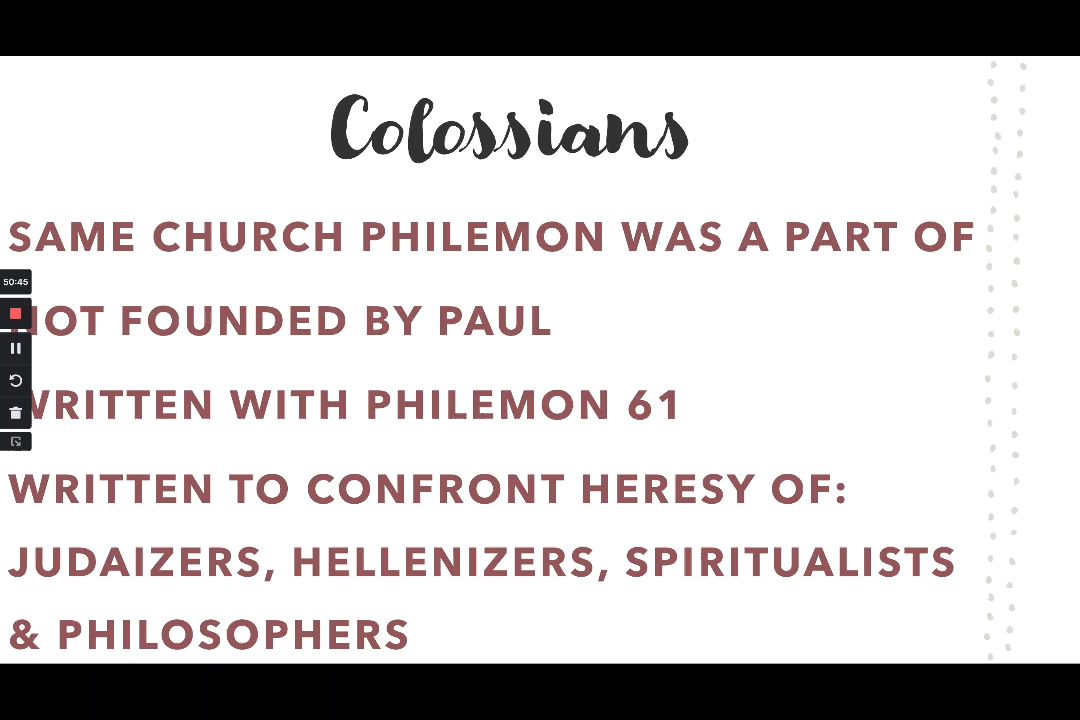 Colossians
SAME CHURCH PHILEMON WAS A PART OF
NOT FOUNDED BY PAUL
WRITTEN WITH PHILEMON 61
WRITTEN TO CONFRONT HERESY OF:
JUDAIZERS, HELLENIZERS, SPIRITUALISTS
& PHILOSOPHERS
50:45